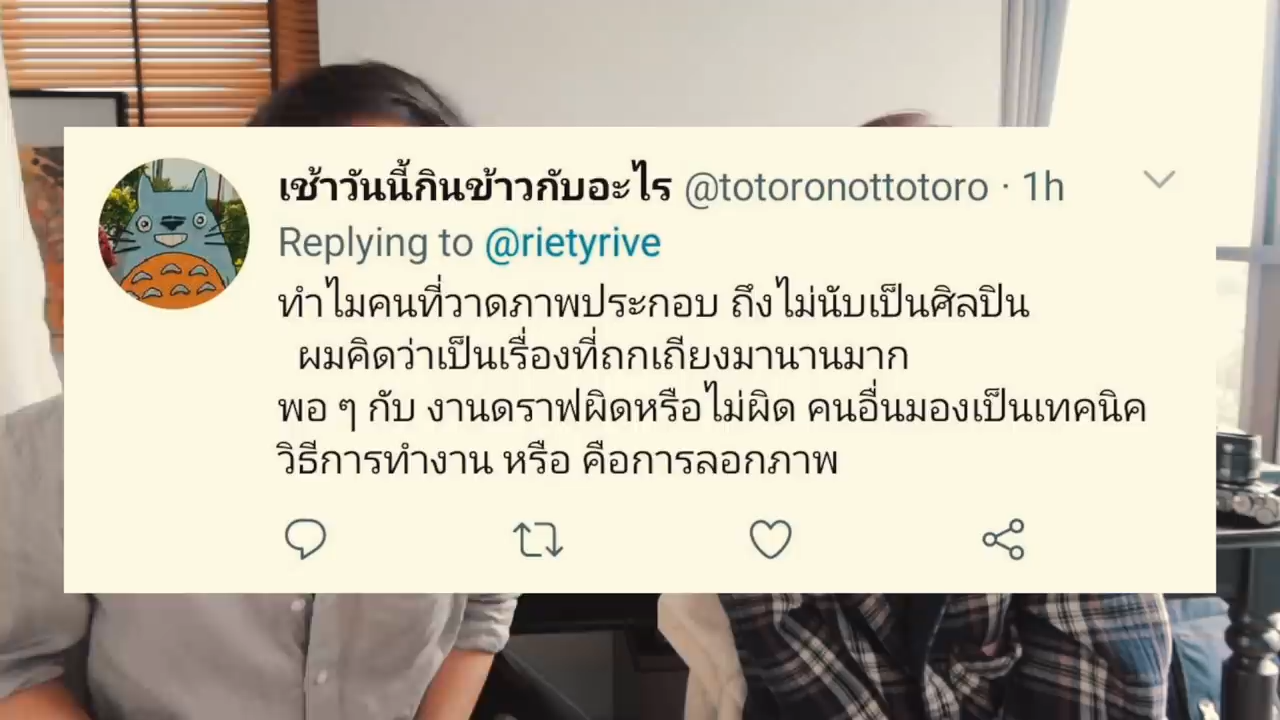 เช้าวันนี้กินข้าวกับอะไร @totoronottotoro · 1h
Replying to @rietyrive
ทำไมคนที่วาดภาพประกอบ ถึงไม่นับเป็นศิลปิน
ผมคิดว่าเป็นเรื่องที่ถกเถียงมานานมาก
พอ ๆ กับ งานดราฟผิดหรือไม่ผิด คนอื่นมองเป็นเทคนิค
วิธีการทำงาน หรือ คือการลอกภาพ